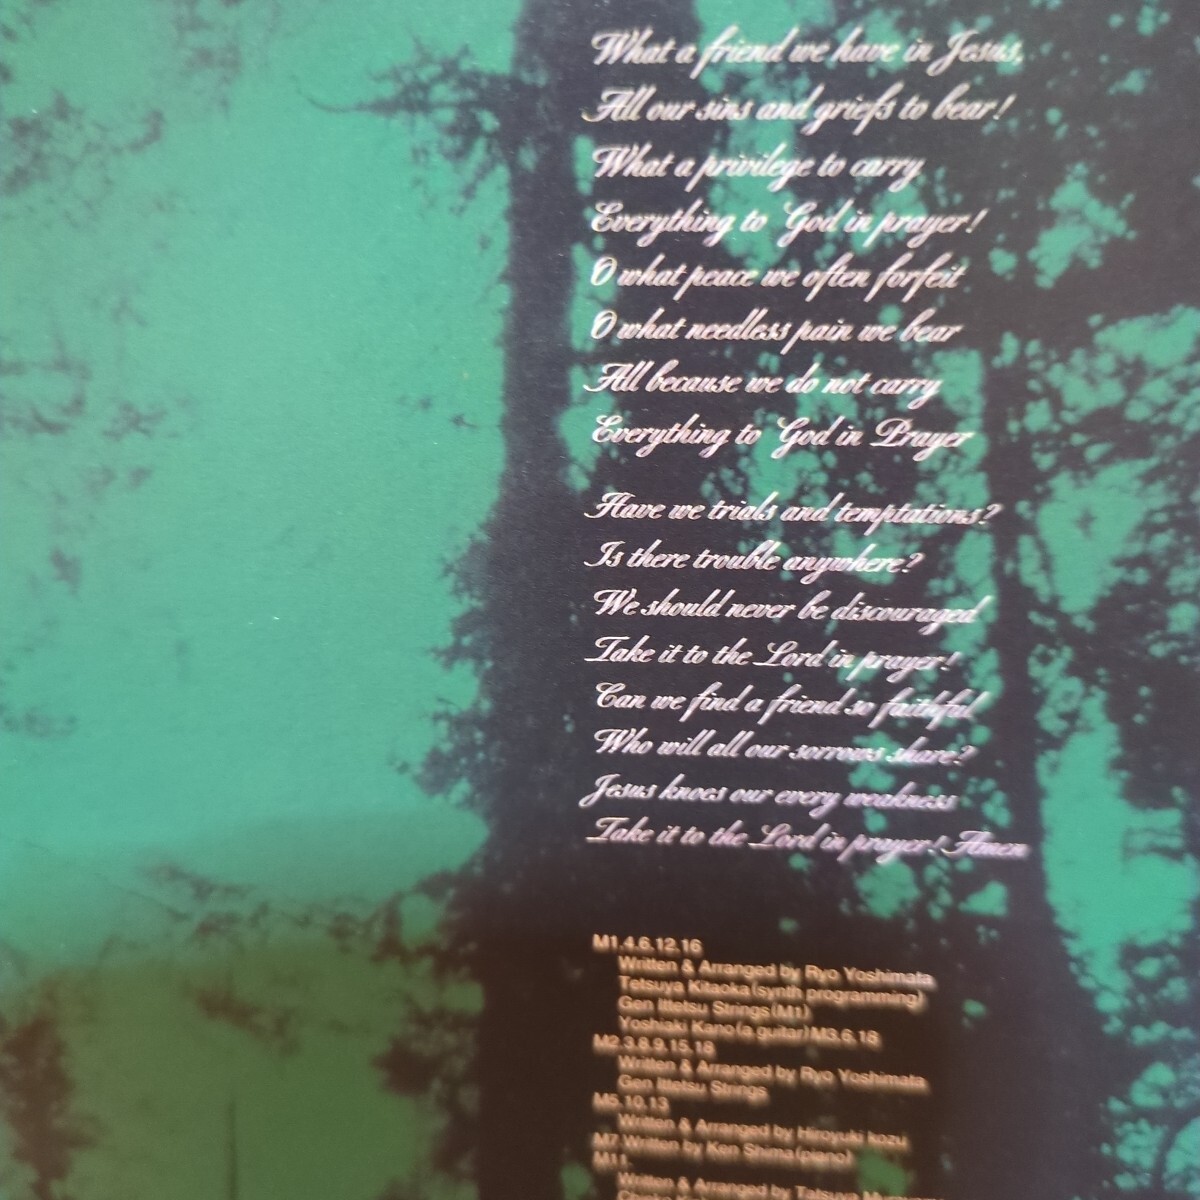 What a friend we have in Jesus,
All our sins and griefs to bear!
What a privilege to carry
Everything to God in prayer!
O what peace we often forfeit
O what needless pain we bear
All because we do not carry
Everything to God in Prayer
Have we trials and temptations?
Is there trouble anywhere?
We should never be discouraged
Take it to the Lord in prayer!
Can we find a friend so faithful
Who will all our sorrows share?
Jesus knoes our every weakness
Take it to the Lord in prayer! Amen
M1.4.6.12.16
Written & Arranged by Ryo Yoshimata
Tetsuya Kitaoka(synth programming)
Gen Ittetsu Strings(M1)
Yoshiaki Kano(a guitar)M3.6.16
M2.3.8.9.15.18
Written & Arranged by Ryo Yoshimata
Gen Ittetsu Strings
M5.10.13
Written & Arranged by Hiroyuki kozu
M7.Written by Ken Shima(piano)
M11.
Written & Arranged by Tatsuya